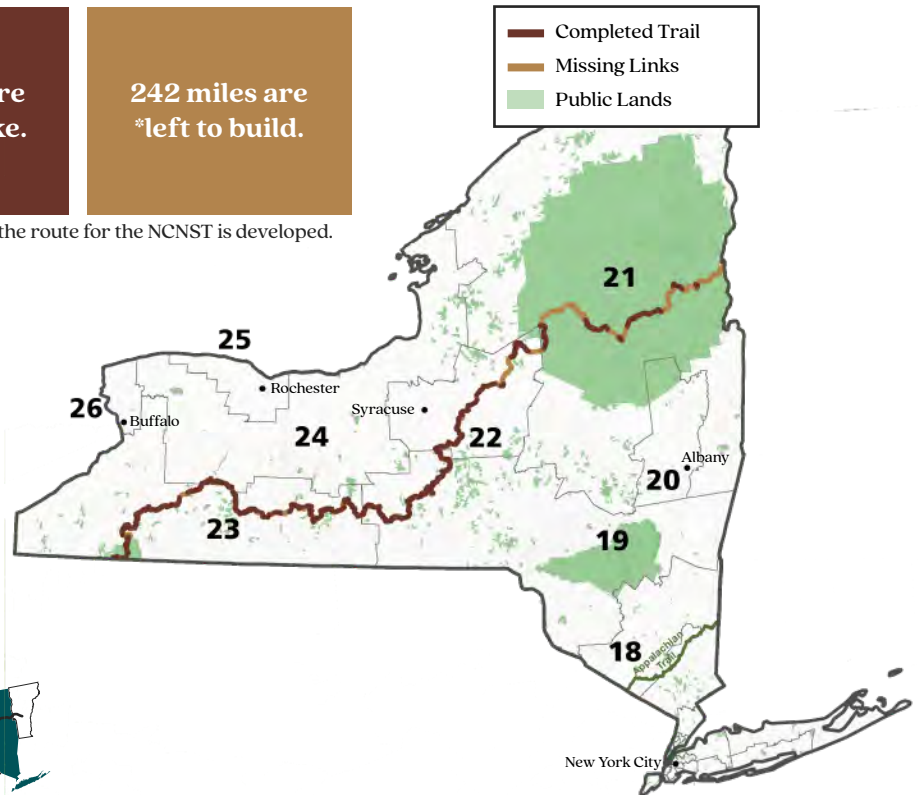 re
ke.
242 miles are
*left to build.
the route for the NCNST is developed.
Completed Trail
Missing Links
Public Lands
21
25
Rochester
26
Buffalo
Syracuse
24
22
Albany
20
23
19
18
Appalachian
Trail
New York City